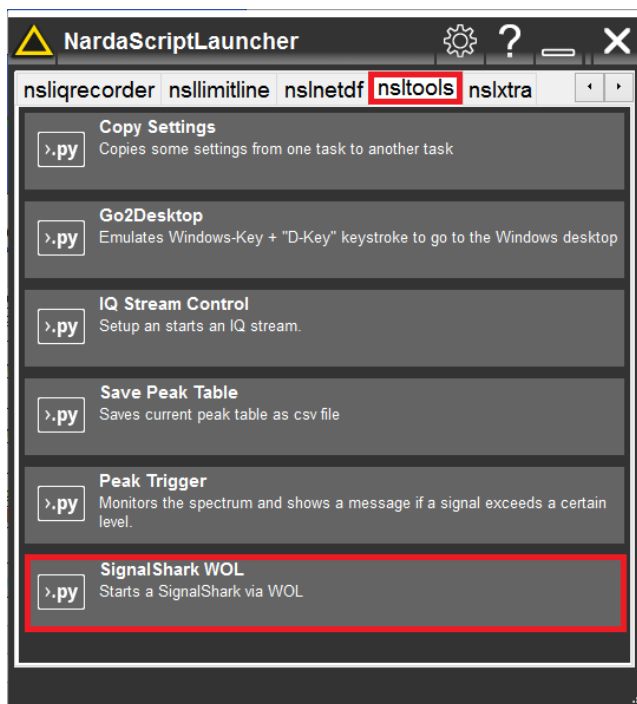 NardaScriptLauncher
?
nsliqrecorder nsllimitline nslnetdf nsltools nslxtra
Copy Settings
>.py
Copies some settings from one task to another task
Go2Desktop
>.py
Emulates Windows-Key + "D-Key" keystroke to go to the Windows desktop
IQ Stream Control
>.py
Setup an starts an IQ stream.
Save Peak Table
>.py
Saves current peak table as csv file
Peak Trigger
>.py
Monitors the spectrum and shows a message if a signal exceeds a certain
level.
SignalShark WOL
>.py
Starts a SignalShark via WOL